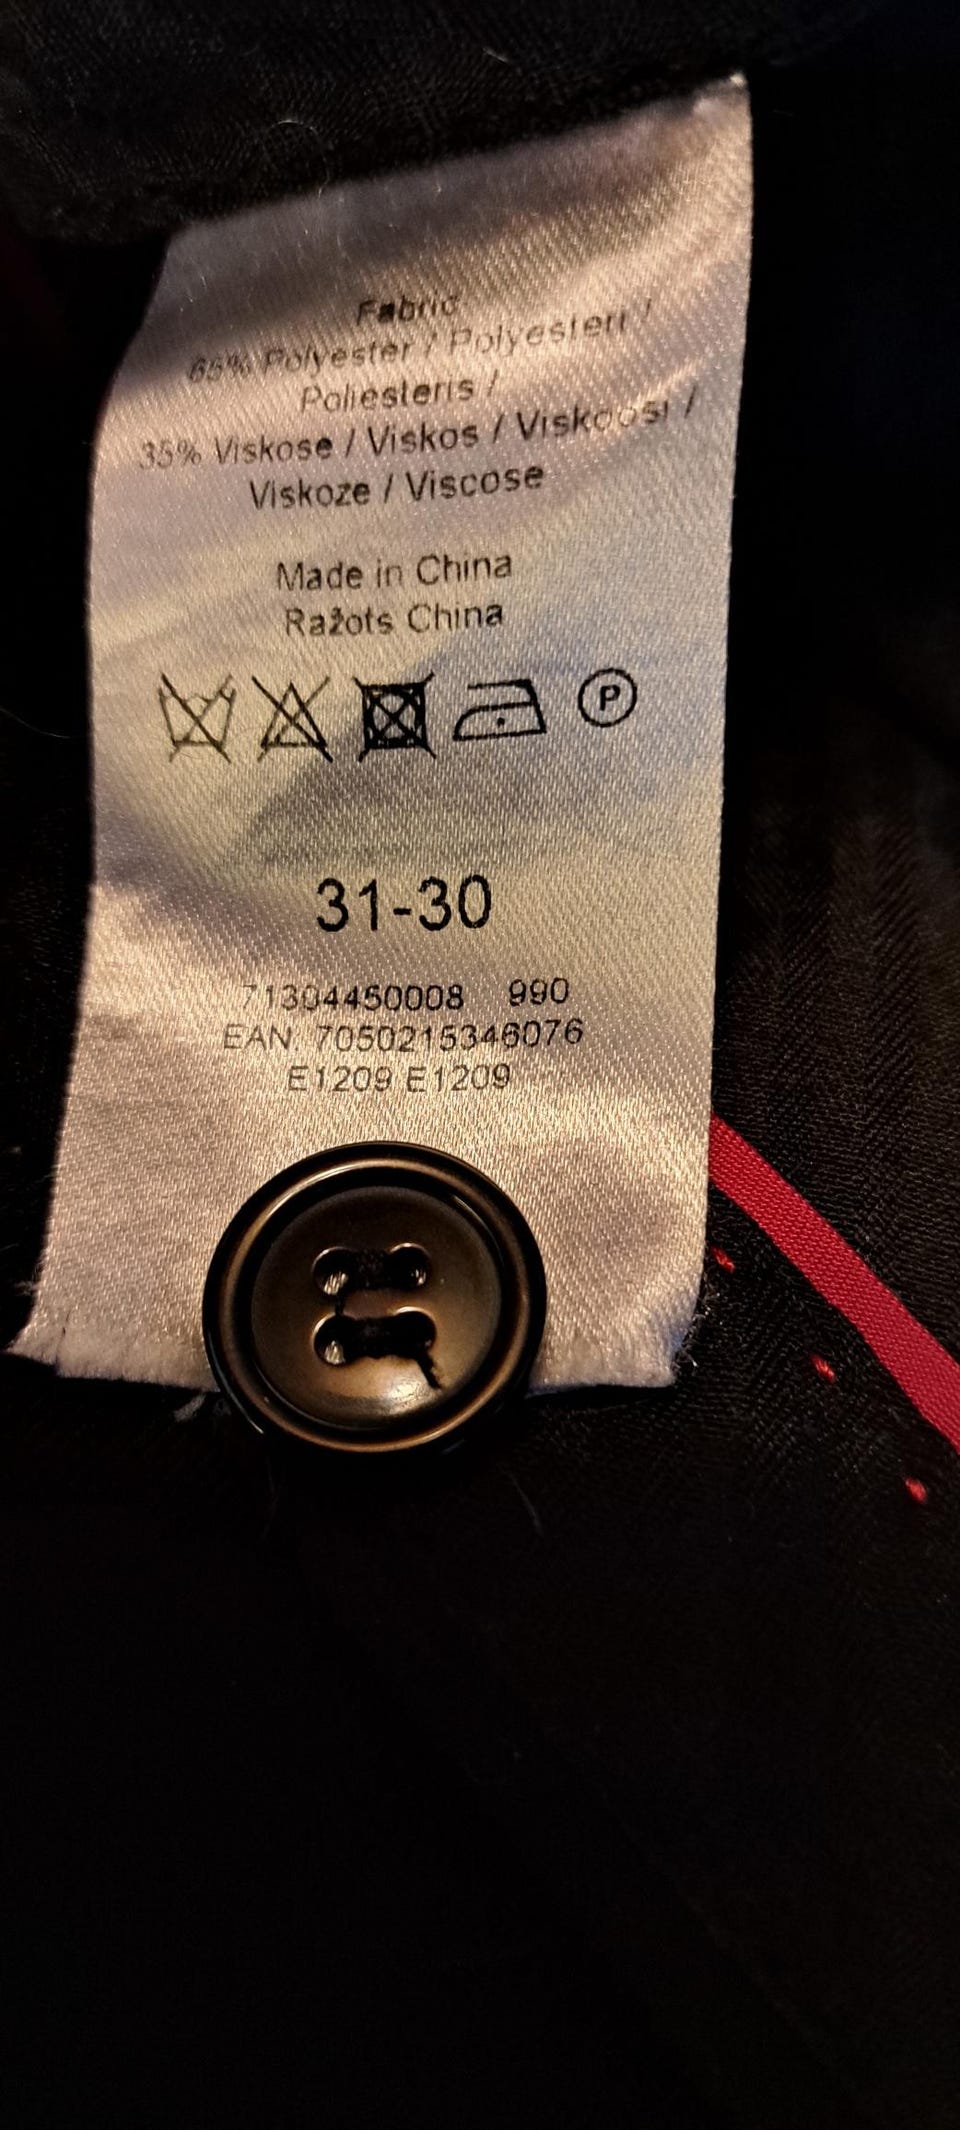 Fabric
65% Polyester / Polyesteri /
Poliesteris /
35% Viskose / Viskos / Viskoosi /
Viskoze / Viscose
Made in China
Ražots China
P
31-30
71304450008 990
EAN. 7050215346076
E1209 E1209